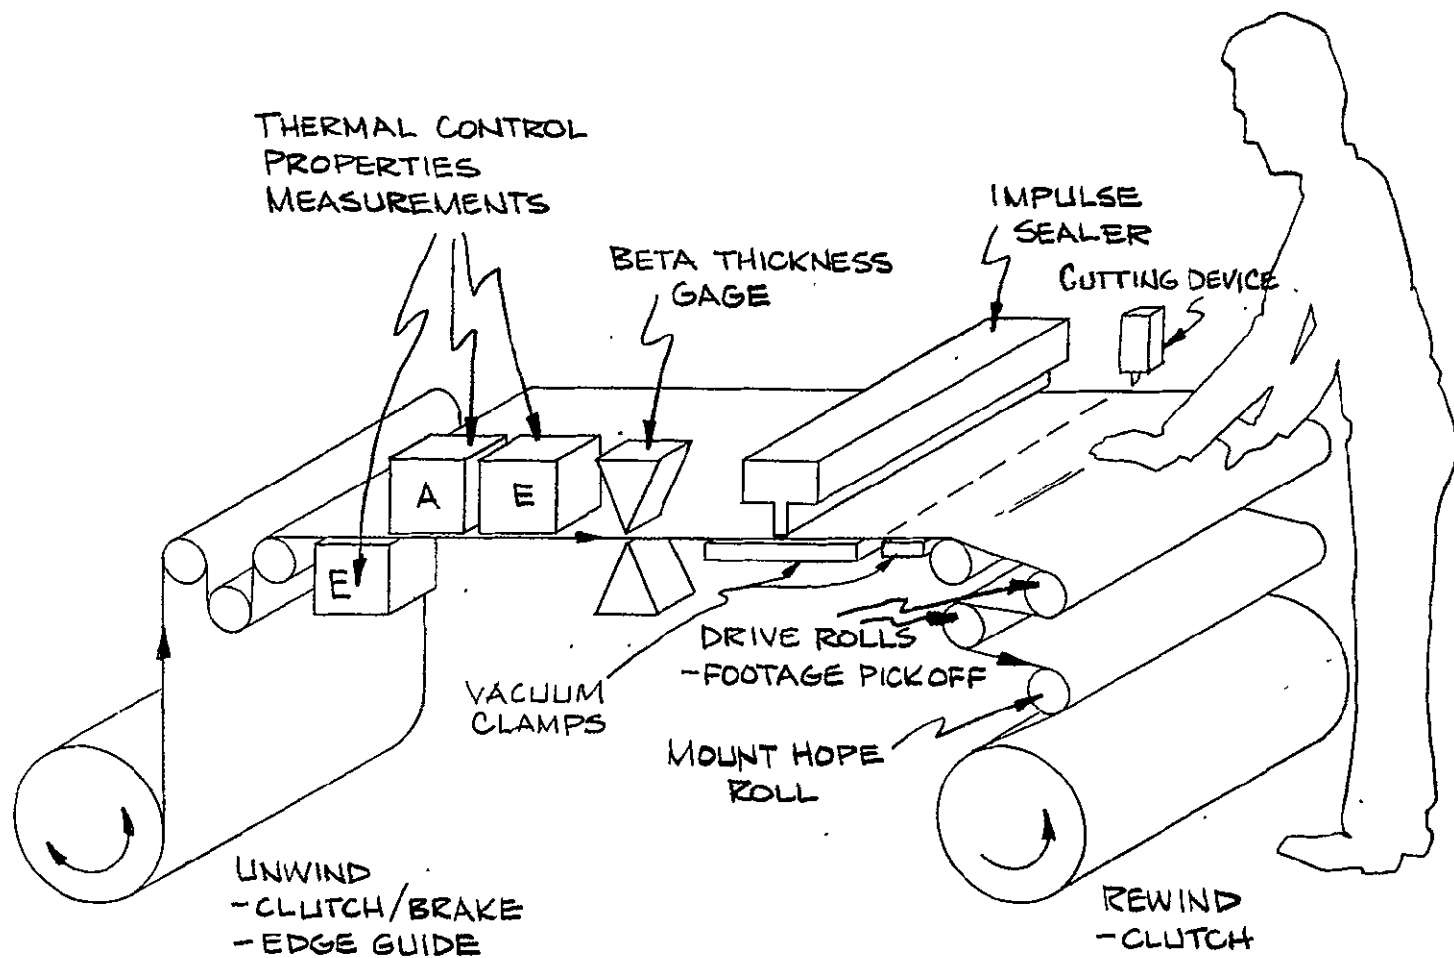 THERMAL CONTROL
PROPERTIES
MEASUREMENTS
IMPULSE
SEALER
BETA THICKNESS
GAGE
CUTTING DEVICE
A
E
E
DRIVE ROLLS
-FOOTAGE PICKOFF
VACUUM
CLAMPS
MOUNT HOPE
ROLL
UNWIND
-CLUTCH/BRAKE
-EDGE GUIDE
REWIND
-CLUTCH